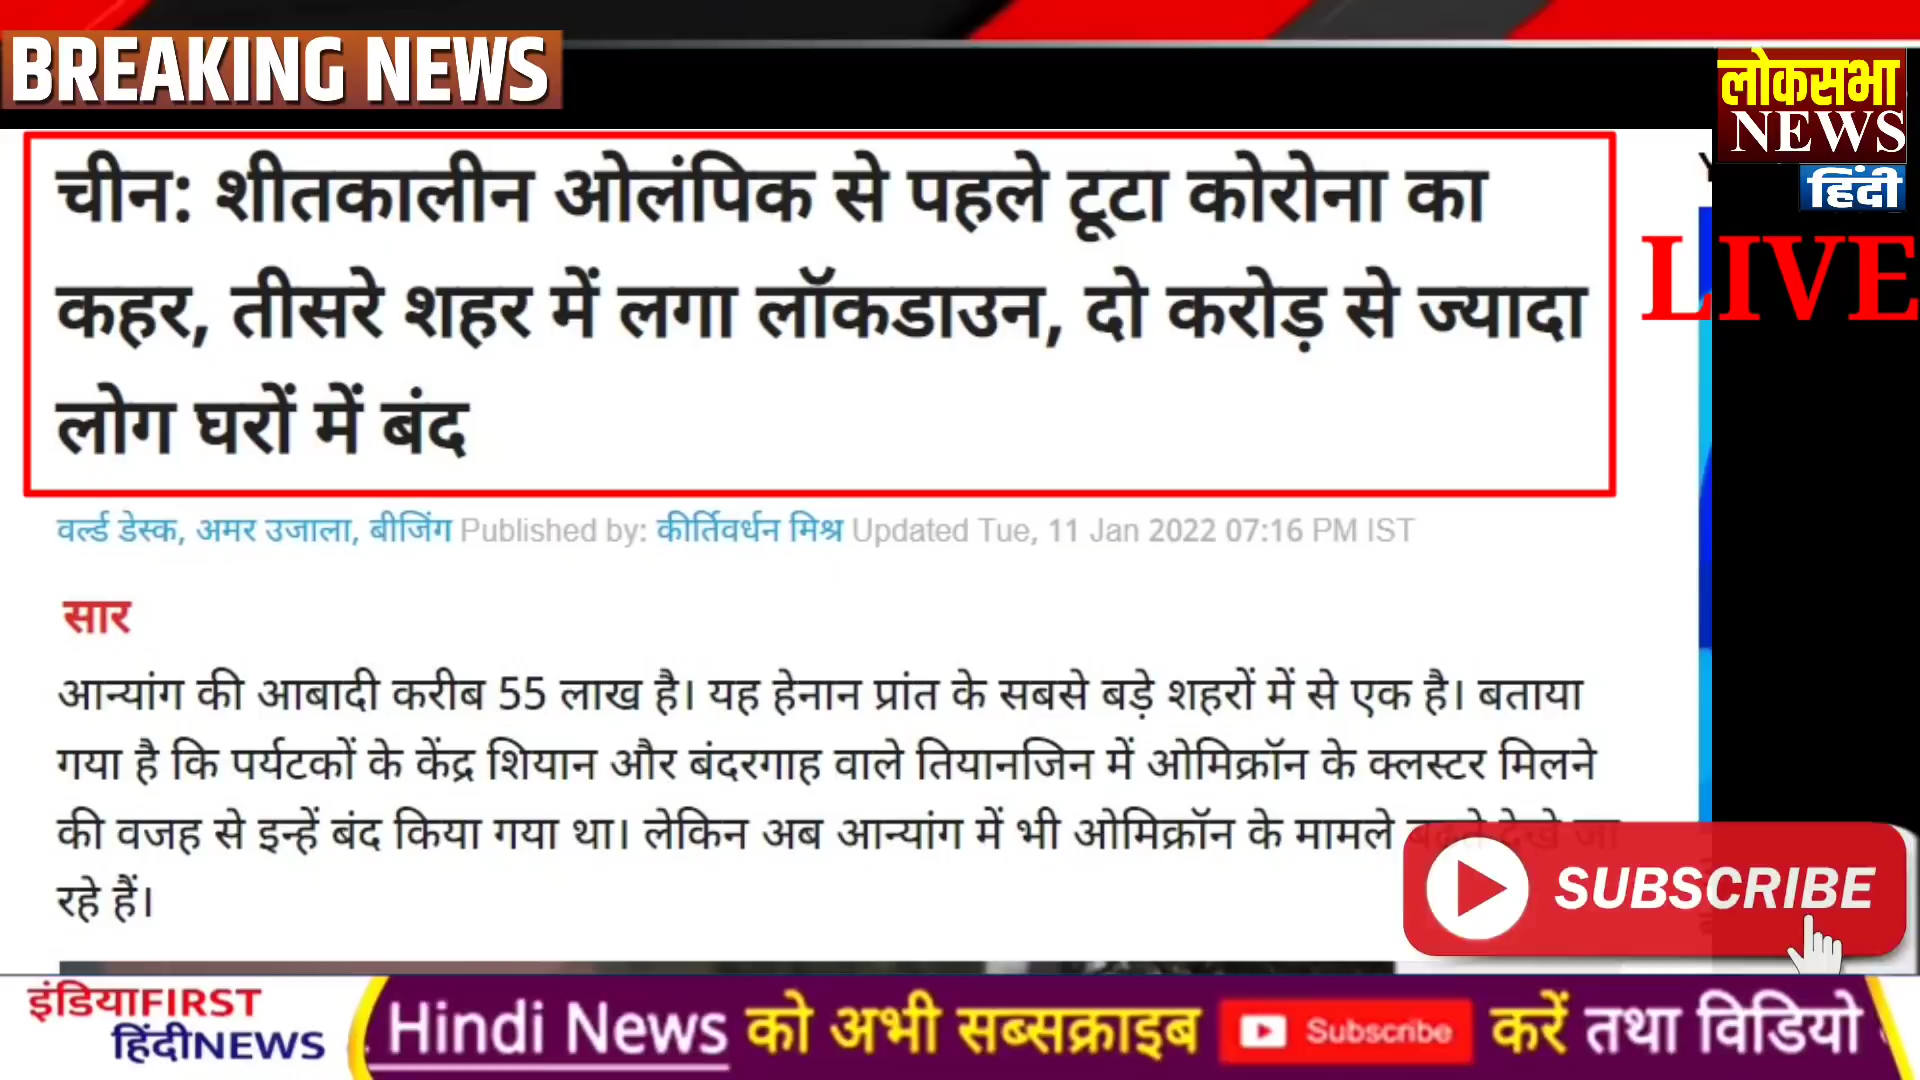 BREAKING NEWS
लोकसभा
NEWS
हिंदी
LIVE
चीन: शीतकालीन ओलंपिक से पहले टूटा कोरोना का
कहर, तीसरे शहर में लगा लॉकडाउन, दो करोड़ से ज्यादा
लोग घरों में बंद
वर्ल्ड डेस्क, अमर उजाला, बीजिंग Published by: कीर्तिवर्धन मिश्र Updated Tue, 11 Jan 2022 07:16 PM IST
सार
आन्यांग की आबादी करीब 55 लाख है। यह हेनान प्रांत के सबसे बड़े शहरों में से एक है। बताया
गया है कि पर्यटकों के केंद्र शियान और बंदरगाह वाले तियानजिन में ओमिक्रॉन के क्लस्टर मिलने
की वजह से इन्हें बंद किया गया था। लेकिन अब आन्यांग में भी ओमिक्रॉन के मामले बढ़ते देखे जा
रहे हैं।
SUBSCRIBE
इंडियाFIRST
हिंदीNEWS
Hindi News को अभी सब्सक्राइब Subscribe करें तथा विडियो